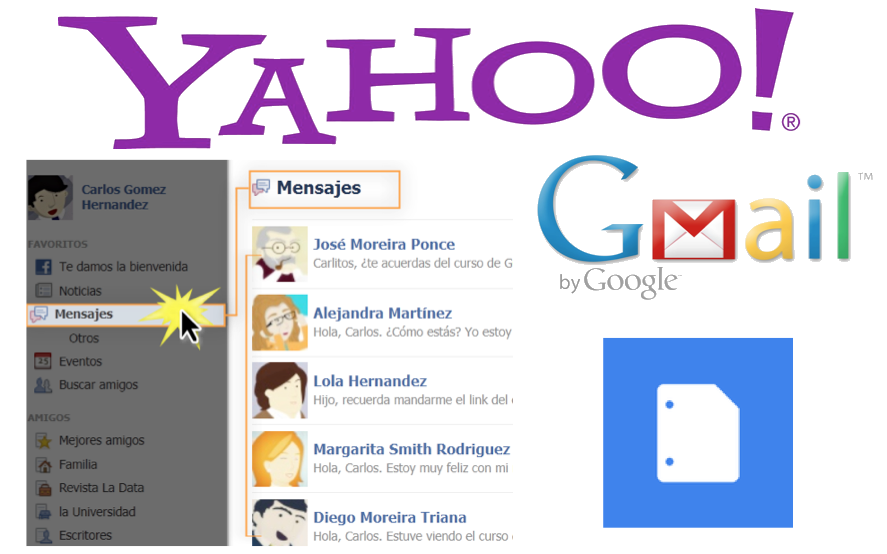 YAHOO!®
Carlos Gomez
Hernandez
FAVORITOS
Te damos la bienvenida
Noticias
Mensajes
Otros
35
Eventos
Buscar amigos
AMIGOS
Mejores amigos
Familia
Revista La Data
la Universidad
Escritores
Mensajes
José Moreira Ponce
Carlitos, ¿te acuerdas del curso de G
Alejandra Martínez
Hola, Carlos. ¿Cómo estás? Yo estoy
Lola Hernandez
Hijo, recuerda mandarme el link del
Margarita Smith Rodriguez
Hola, Carlos. Estoy muy feliz con mi
Diego Moreira Triana
Hola, Carlos. Estuve viendo el curso
Gmail™
by Google™